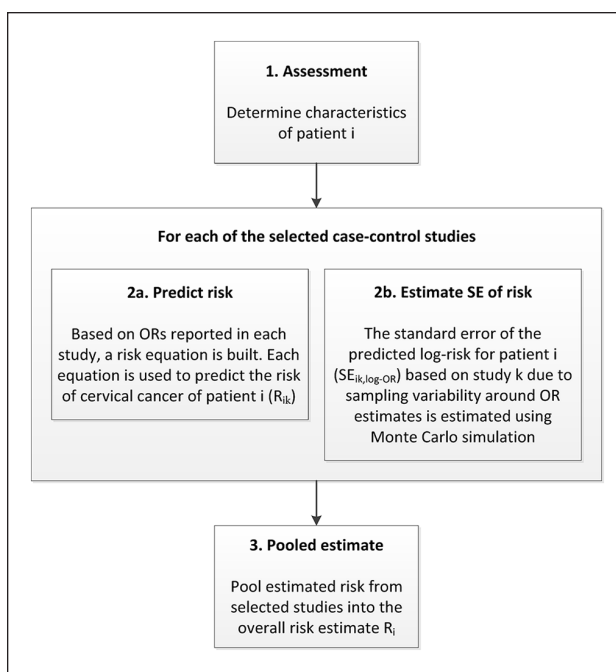 1. Assessment
Determine characteristics
of patient i
For each of the selected case-control studies
2a. Predict risk
Based on ORs reported in each
study, a risk equation is built. Each
equation is used to predict the risk
of cervical cancer of patient i (Rik)
2b. Estimate SE of risk
The standard error of the
predicted log-risk for patient i
(SEik,log-OR) based on study k due to
sampling variability around OR
estimates is estimated using
Monte Carlo simulation
3. Pooled estimate
Pool estimated risk from
selected studies into the
overall risk estimate Ri